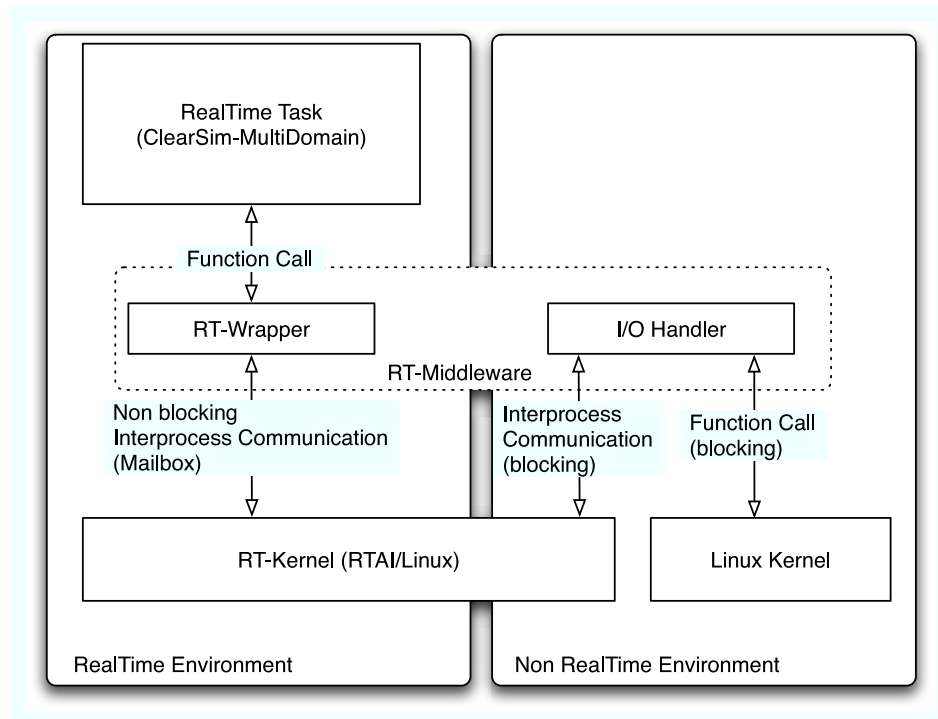 RealTime Task
(ClearSim-MultiDomain)
Function Call
RT-Wrapper
I/O Handler
RT-Middleware
Non blocking
Interprocess Communication
(Mailbox)
Interprocess
Communication
(blocking)
Function Call
(blocking)
RT-Kernel (RTAI/Linux)
Linux Kernel
RealTime Environment
Non RealTime Environment